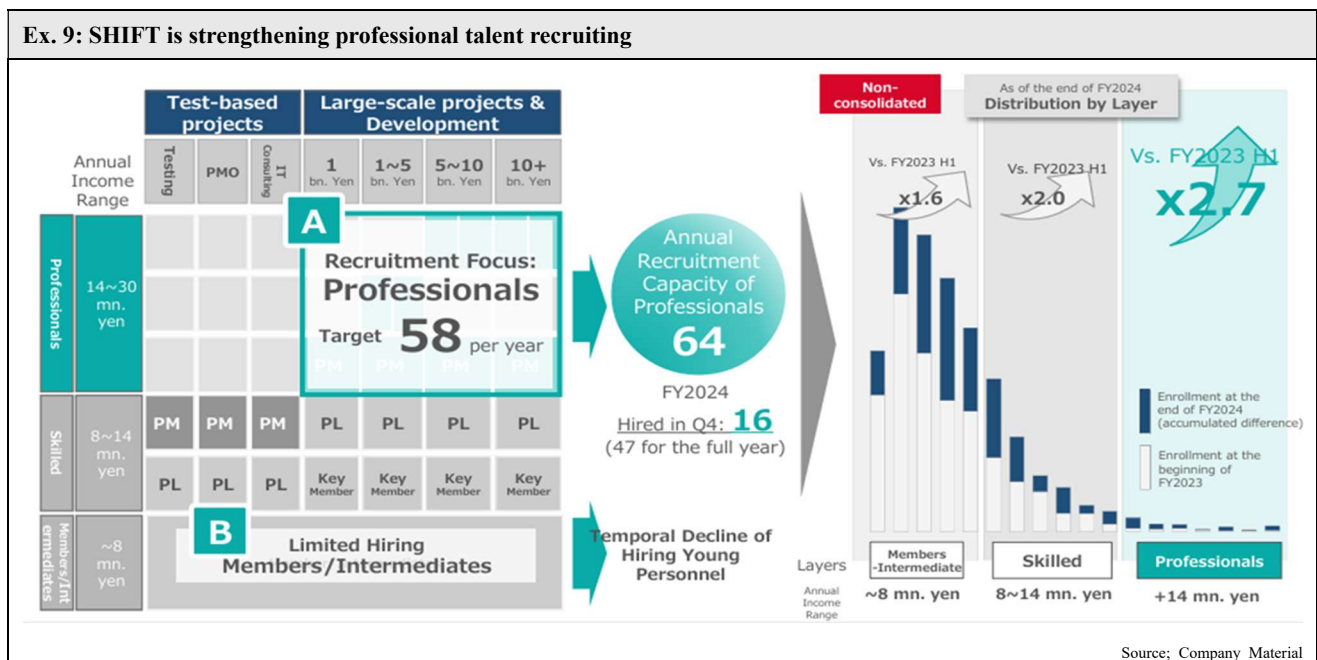 Ex. 9: SHIFT is strengthening professional talent recruiting
Test-based
projects
Large-scale projects &
Development
Annual
Income
Range
Testing
PMO
IT
Consulting
1
bn. Yen
1~5
bn. Yen
5~10
bn. Yen
10+
bn. Yen
A
Professionals
14~30
mn.
yen
Recruitment Focus:
Professionals
Target 58 per year
PM PM PM PM
Skilled
8~14
mn.
yen
PM PM PM PL PL PL PL
PL PL PL Key Key Key Key
Member Member Member Member
B
Members/Int
ermediates
~8
mn.
yen
Limited Hiring
Members/Intermediates
Annual
Recruitment
Capacity of
Professionals
64
FY2024
Hired in Q4: 16
(47 for the full year)
Temporal Decline of
Hiring Young
Personnel
Non-
consolidated
As of the end of FY2024
Distribution by Layer
Vs. FY2023 H1
x1.6
Vs. FY2023 H1
x2.0
Vs. FY2023 H1
x2.7
Enrollment at the
end of FY2024
(accumulated difference)
Enrollment at the
beginning of
FY2023
Layers
Members
-Intermediate
Skilled
Professionals
Annual
Income
Range
~8 mn. yen
8~14 mn. yen
+14 mn. yen
Source; Company Material